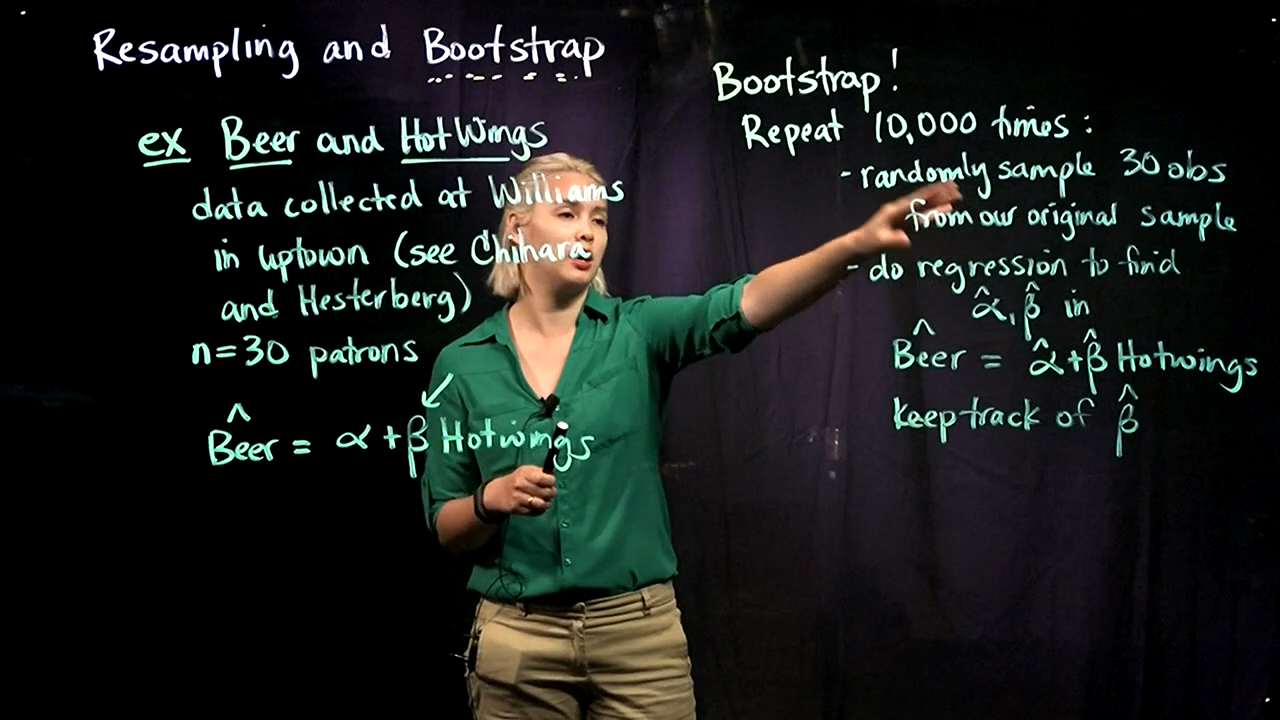 Resampling and Bootstrap
ex Beer and HotWings
data collected at Williams
in uptown (see Chihara
and Hesterberg)
n=30 patrons
B̂eer = α + β Hotwings
Bootstrap!
Repeat 10,000 times:
- randomly sample 30 obs
from our original sample
- do regression to find
α̂, β̂ in
B̂eer = α̂ + β̂ Hotwings
keep track of β̂